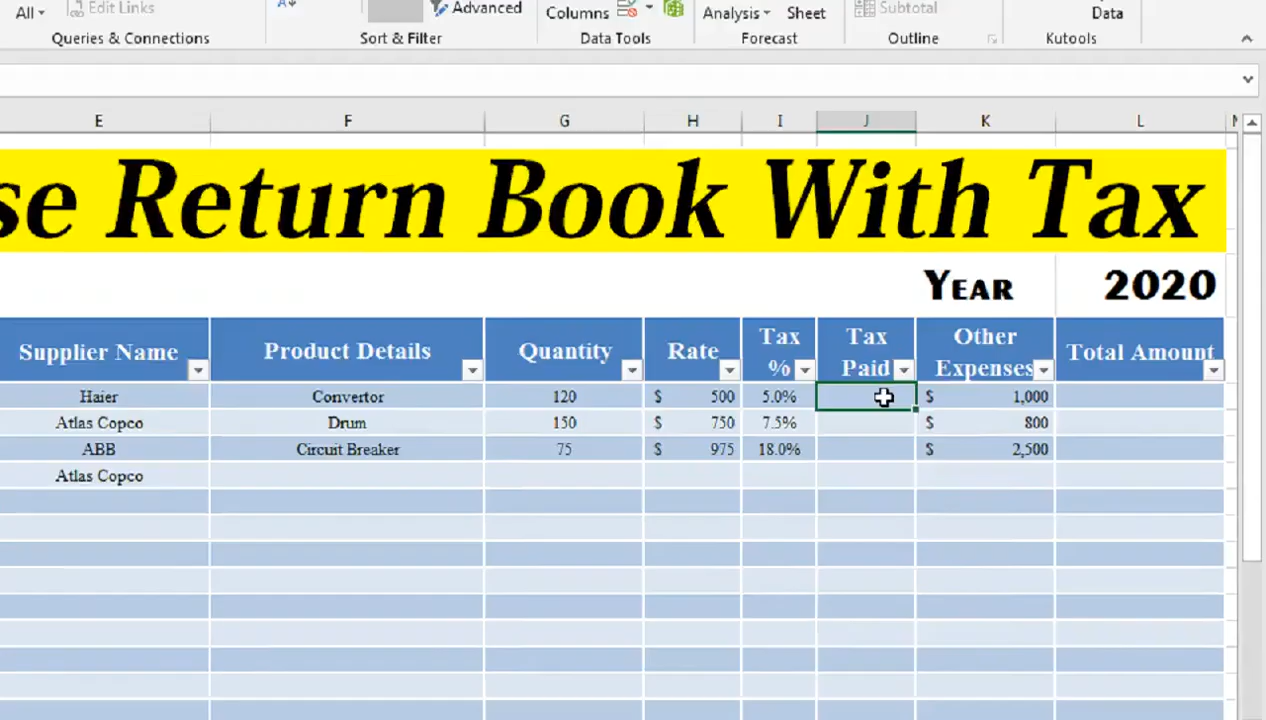 All Edit Links Advanced Columns Analysis Sheet Subtotal Data
Queries & Connections Sort & Filter Data Tools Forecast Outline Kutools
E F G H I J K L
se Return Book With Tax
Year 2020
Supplier Name Product Details Quantity Rate Tax % Tax Paid Other Expenses Total Amount
Haier Convertor 120 $ 500 5.0% $ 1,000
Atlas Copco Drum 150 $ 750 7.5% $ 800
ABB Circuit Breaker 75 $ 975 18.0% $ 2,500
Atlas Copco